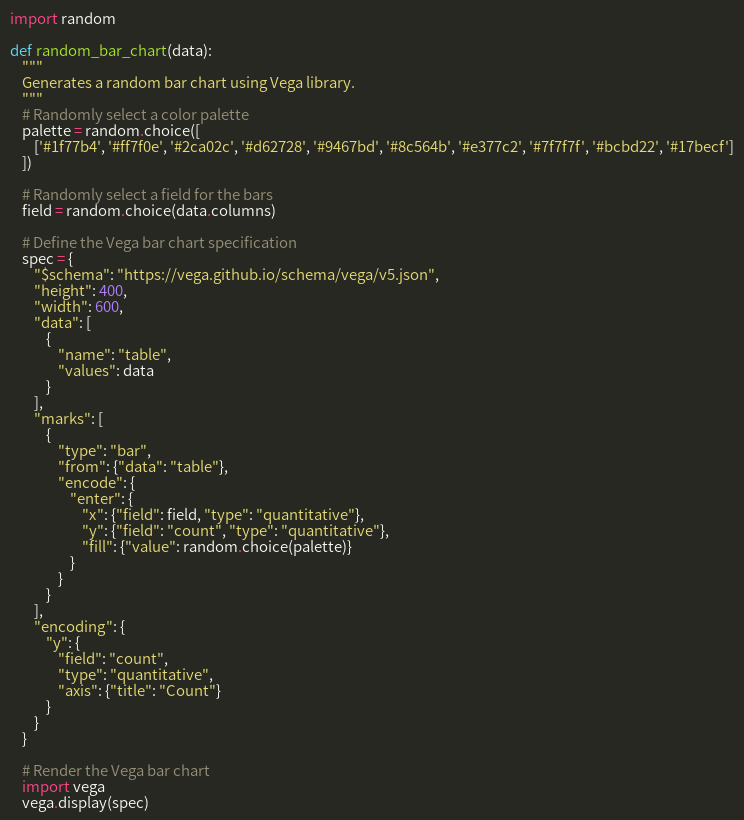 import random

def random_bar_chart(data):
    """
    Generates a random bar chart using Vega library.
    """
    # Randomly select a color palette
    palette = random.choice([
        ['#1f77b4', '#ff7f0e', '#2ca02c', '#d62728', '#9467bd', '#8c564b', '#e377c2', '#7f7f7f', '#bcbd22', '#17becf']
    ])

    # Randomly select a field for the bars
    field = random.choice(data.columns)

    # Define the Vega bar chart specification
    spec = {
        "$schema": "https://vega.github.io/schema/vega/v5.json",
        "height": 400,
        "width": 600,
        "data": [
            {
                "name": "table",
                "values": data
            }
        ],
        "marks": [
            {
                "type": "bar",
                "from": {"data": "table"},
                "encode": {
                    "enter": {
                        "x": {"field": field, "type": "quantitative"},
                        "y": {"field": "count", "type": "quantitative"},
                        "fill": {"value": random.choice(palette)}
                    }
                }
            }
        ],
        "encoding": {
            "y": {
                "field": "count",
                "type": "quantitative",
                "axis": {"title": "Count"}
            }
        }
    }

    # Render the Vega bar chart
    import vega
    vega.display(spec)